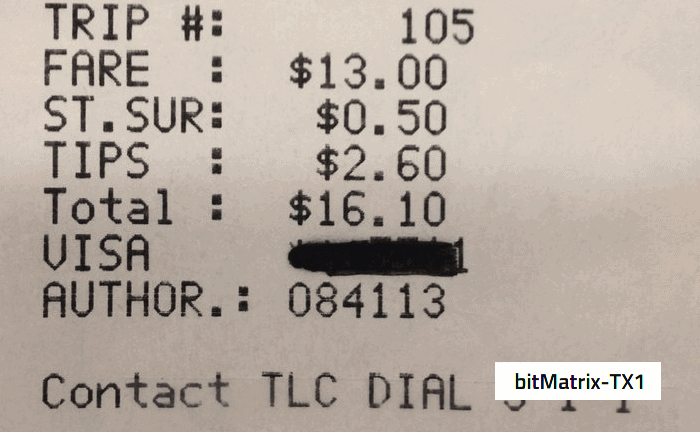 TRIP #: 105
FARE : $13.00
ST.SUR: $0.50
TIPS : $2.60
Total : $16.10
VISA
AUTHOR.: 084113
Contact TLC DIAL
bitMatrix-TX1